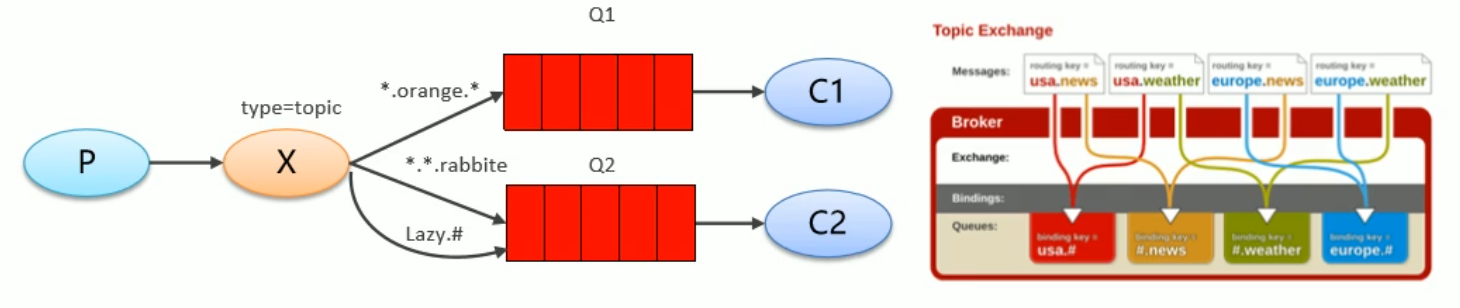 Q1
*.orange.*
C1
type=topic
P
X
*.*.rabbite
Q2
Lazy.#
C2
Topic Exchange
Messages:
routing key =
usa.news
routing key =
usa.weather
routing key =
europe.news
routing key =
europe.weather
Broker
Exchange:
Bindings:
Queues:
binding key =
usa.#
binding key =
#.news
binding key =
#.weather
binding key =
europe.#